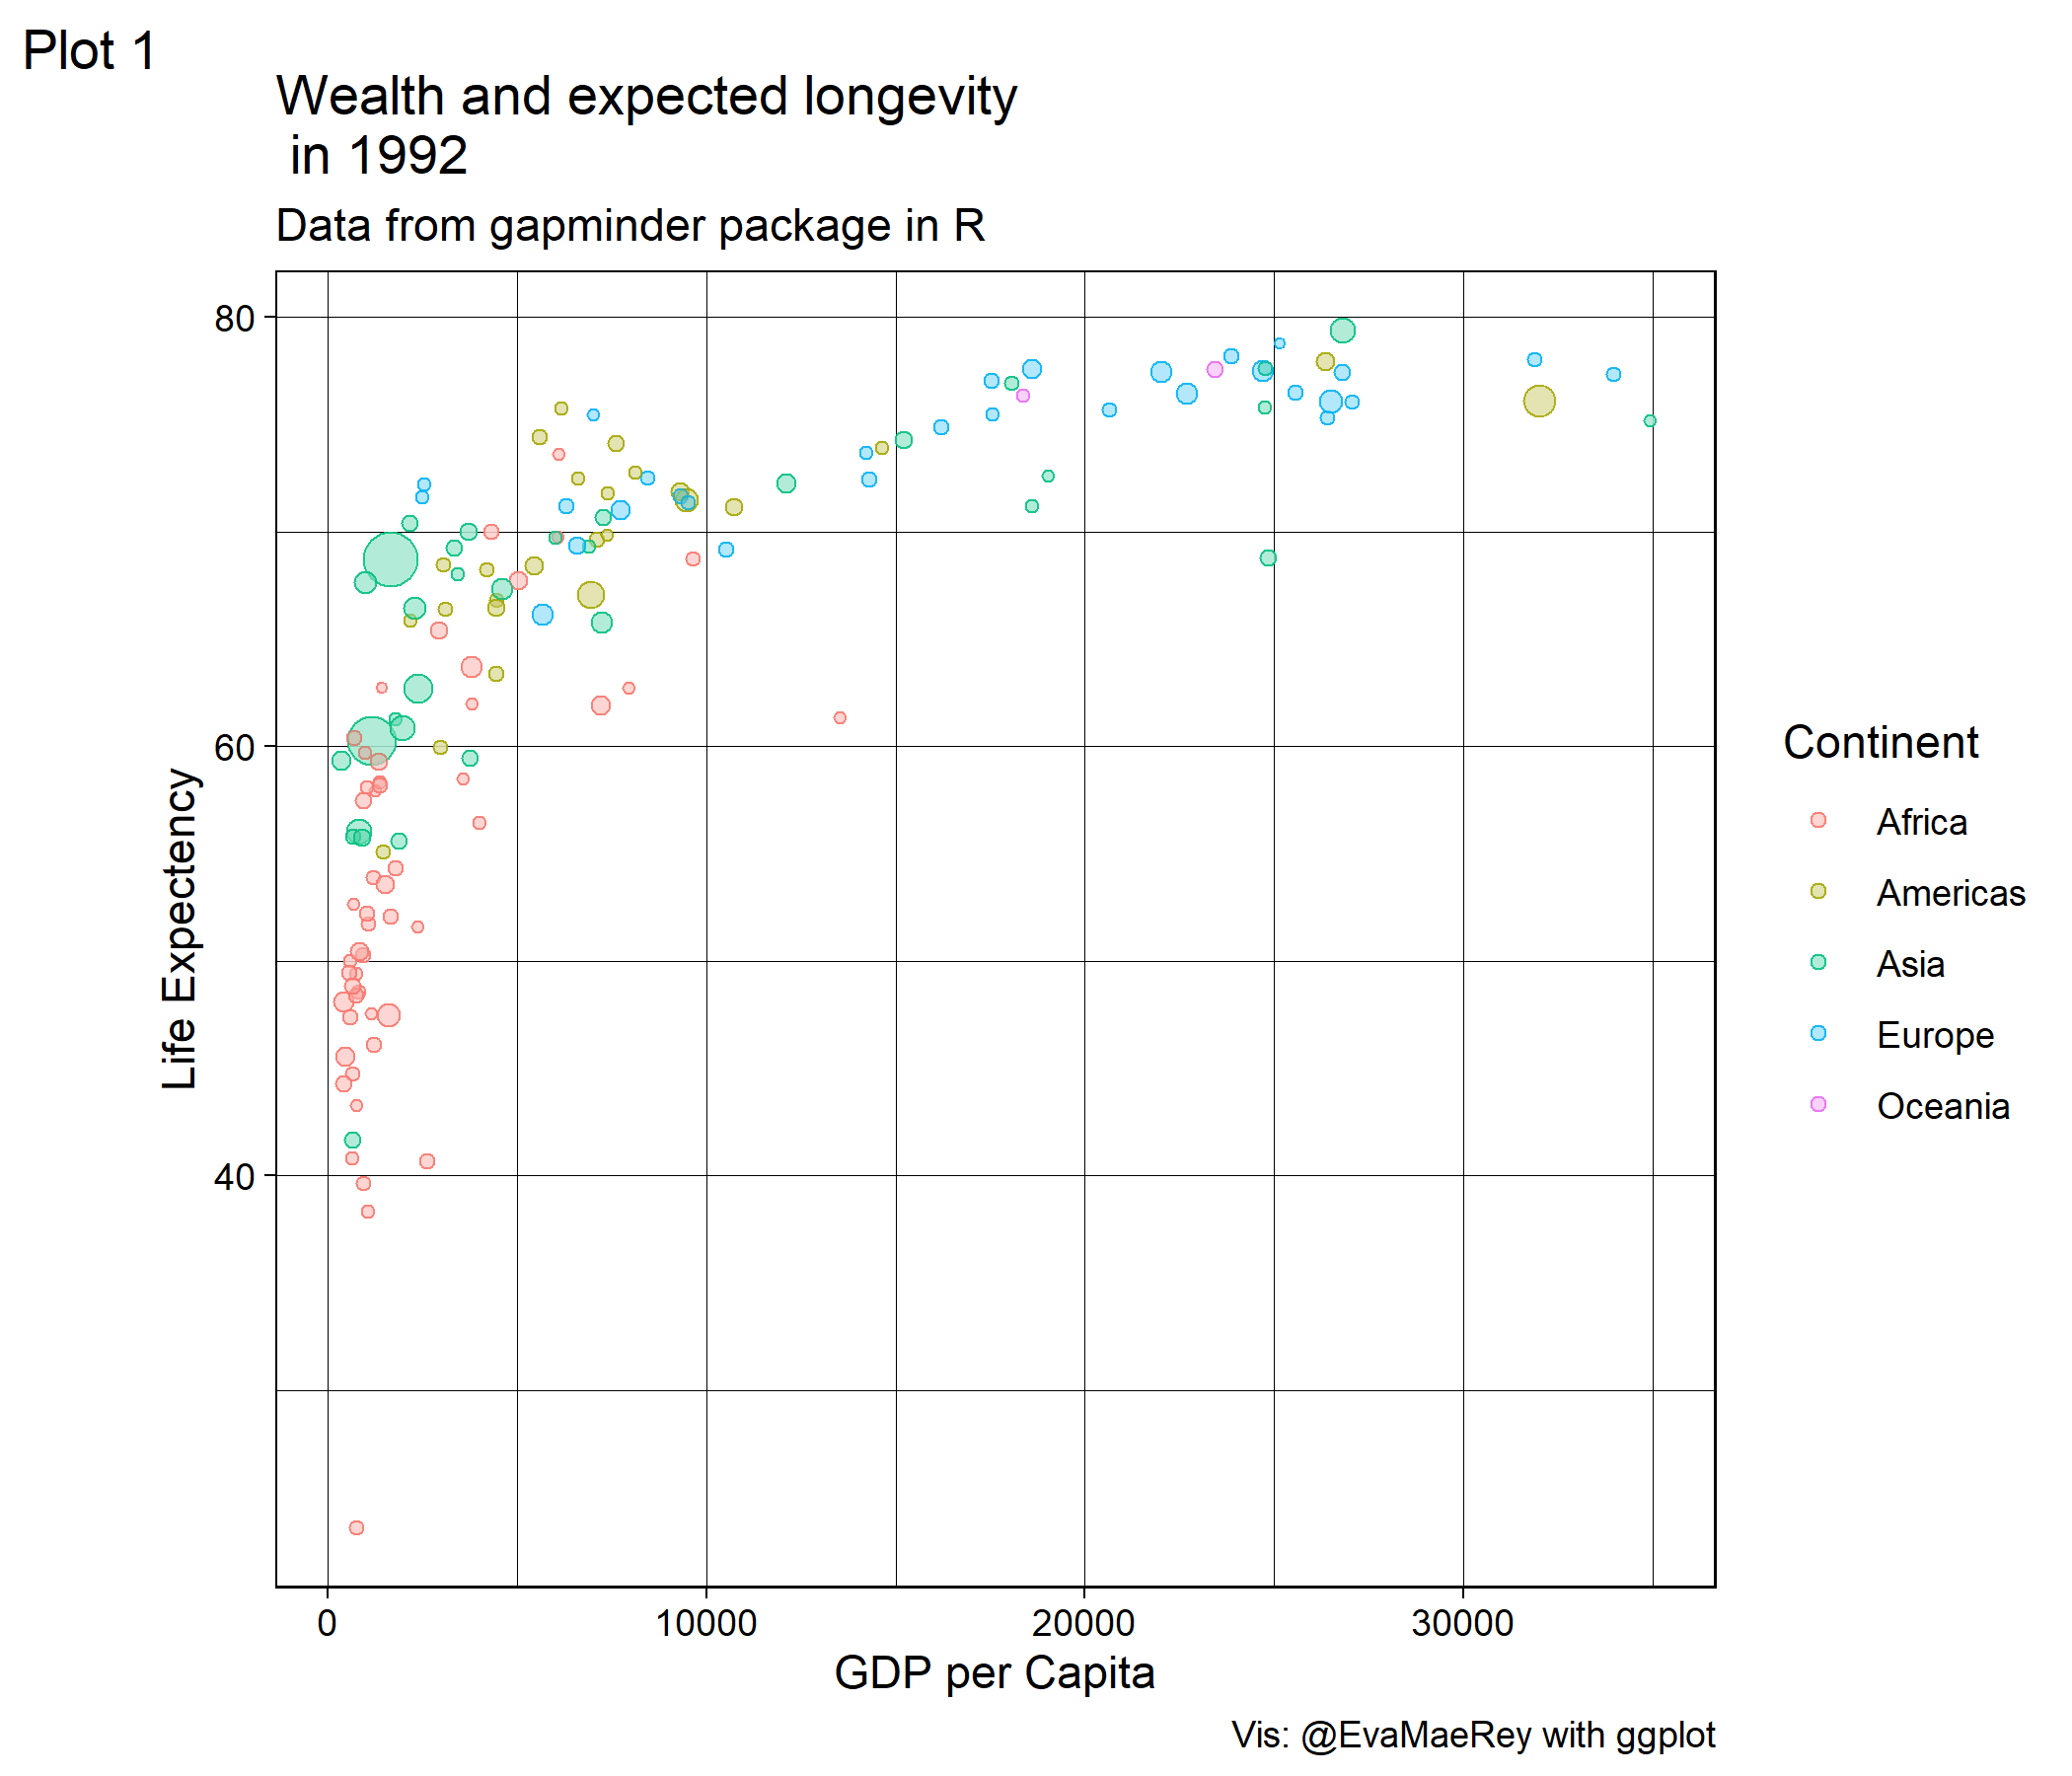 Plot 1
Wealth and expected longevity
in 1992
Data from gapminder package in R
80
60
40
Life Expectency
0 10000 20000 30000
GDP per Capita
Continent
Africa
Americas
Asia
Europe
Oceania
Vis: @EvaMaeRey with ggplot